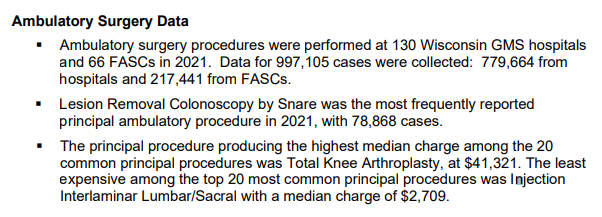 Ambulatory Surgery Data
▪ Ambulatory surgery procedures were performed at 130 Wisconsin GMS hospitals
and 66 FASCs in 2021.  Data for 997,105 cases were collected:  779,664 from
hospitals and 217,441 from FASCs.
▪ Lesion Removal Colonoscopy by Snare was the most frequently reported
principal ambulatory procedure in 2021, with 78,868 cases.
▪ The principal procedure producing the highest median charge among the 20
common principal procedures was Total Knee Arthroplasty, at $41,321. The least
expensive among the top 20 most common principal procedures was Injection
Interlaminar Lumbar/Sacral with a median charge of $2,709.